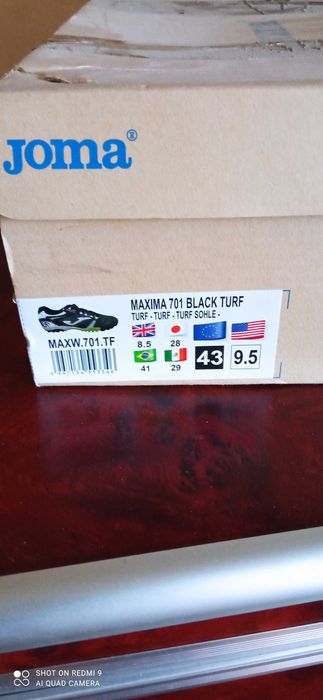 Joma®
MAXIMA 701 BLACK TURF
TURF - TURF - TURF SOHLE -
MAXW.701.TF
8.5 28
43 9.5
41 29
SHOT ON REDMI 9
AI QUAD CAMERA